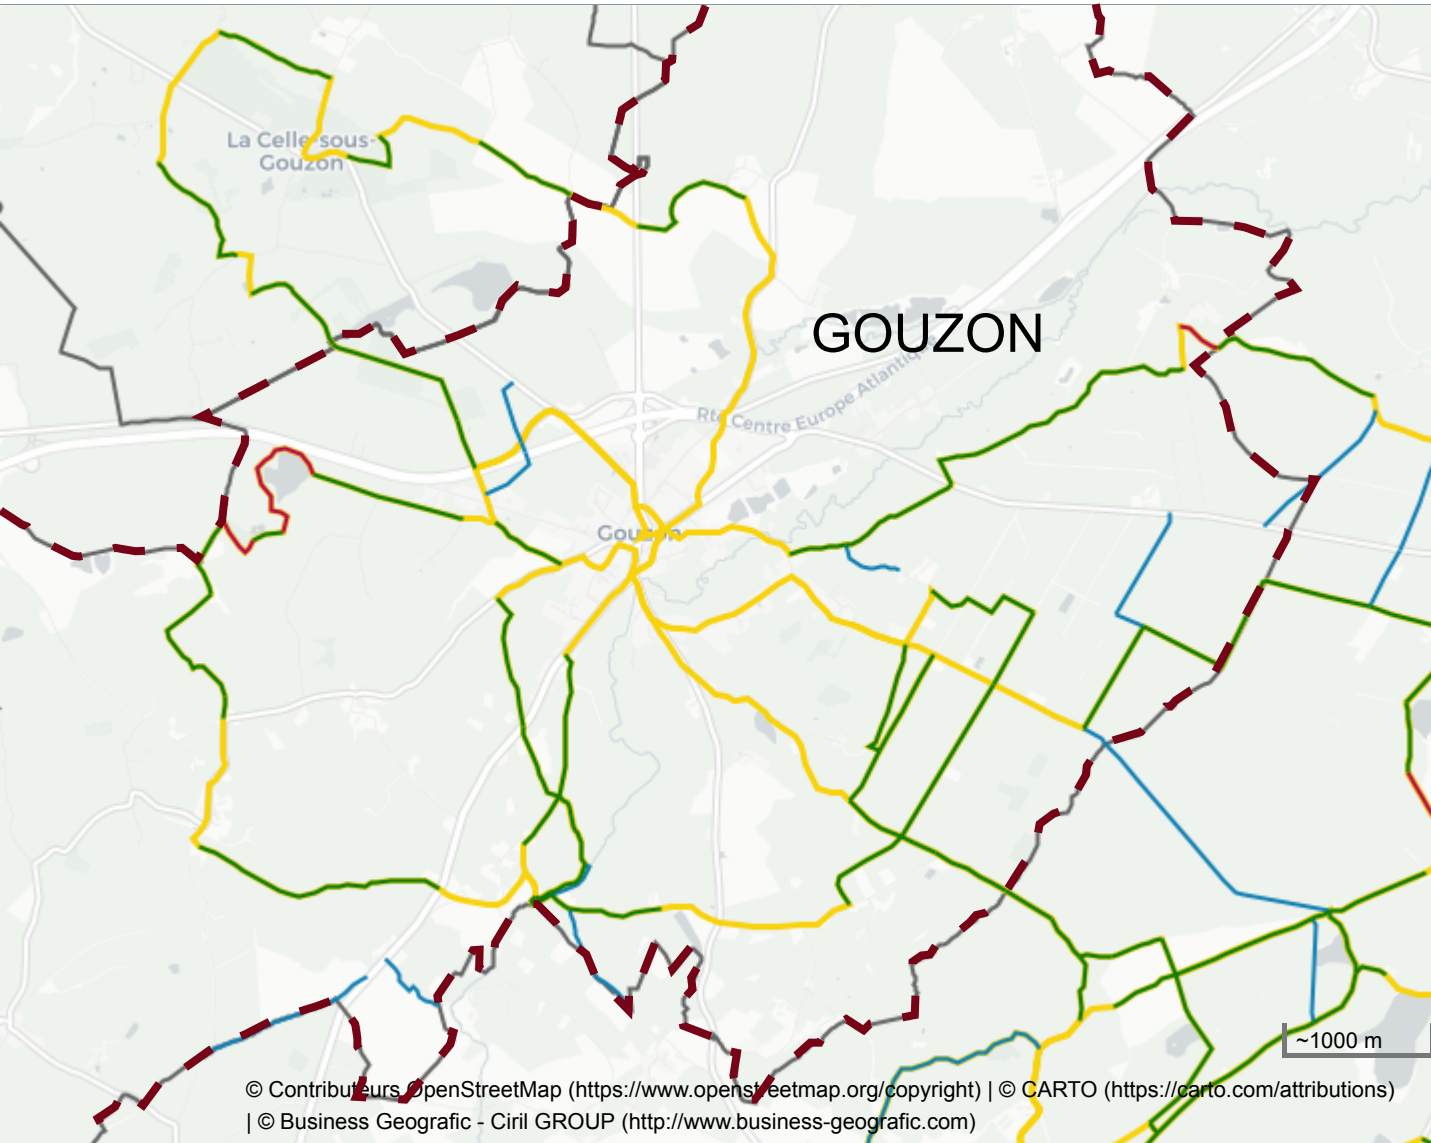 La Celle-sous-
Gouzon
GOUZON
Rte Centre Europe Atlantique
Gouzon
~1000 m
© Contributeurs OpenStreetMap (https://www.openstreetmap.org/copyright) | © CARTO (https://carto.com/attributions)
| © Business Geografic - Ciril GROUP (http://www.business-geografic.com)